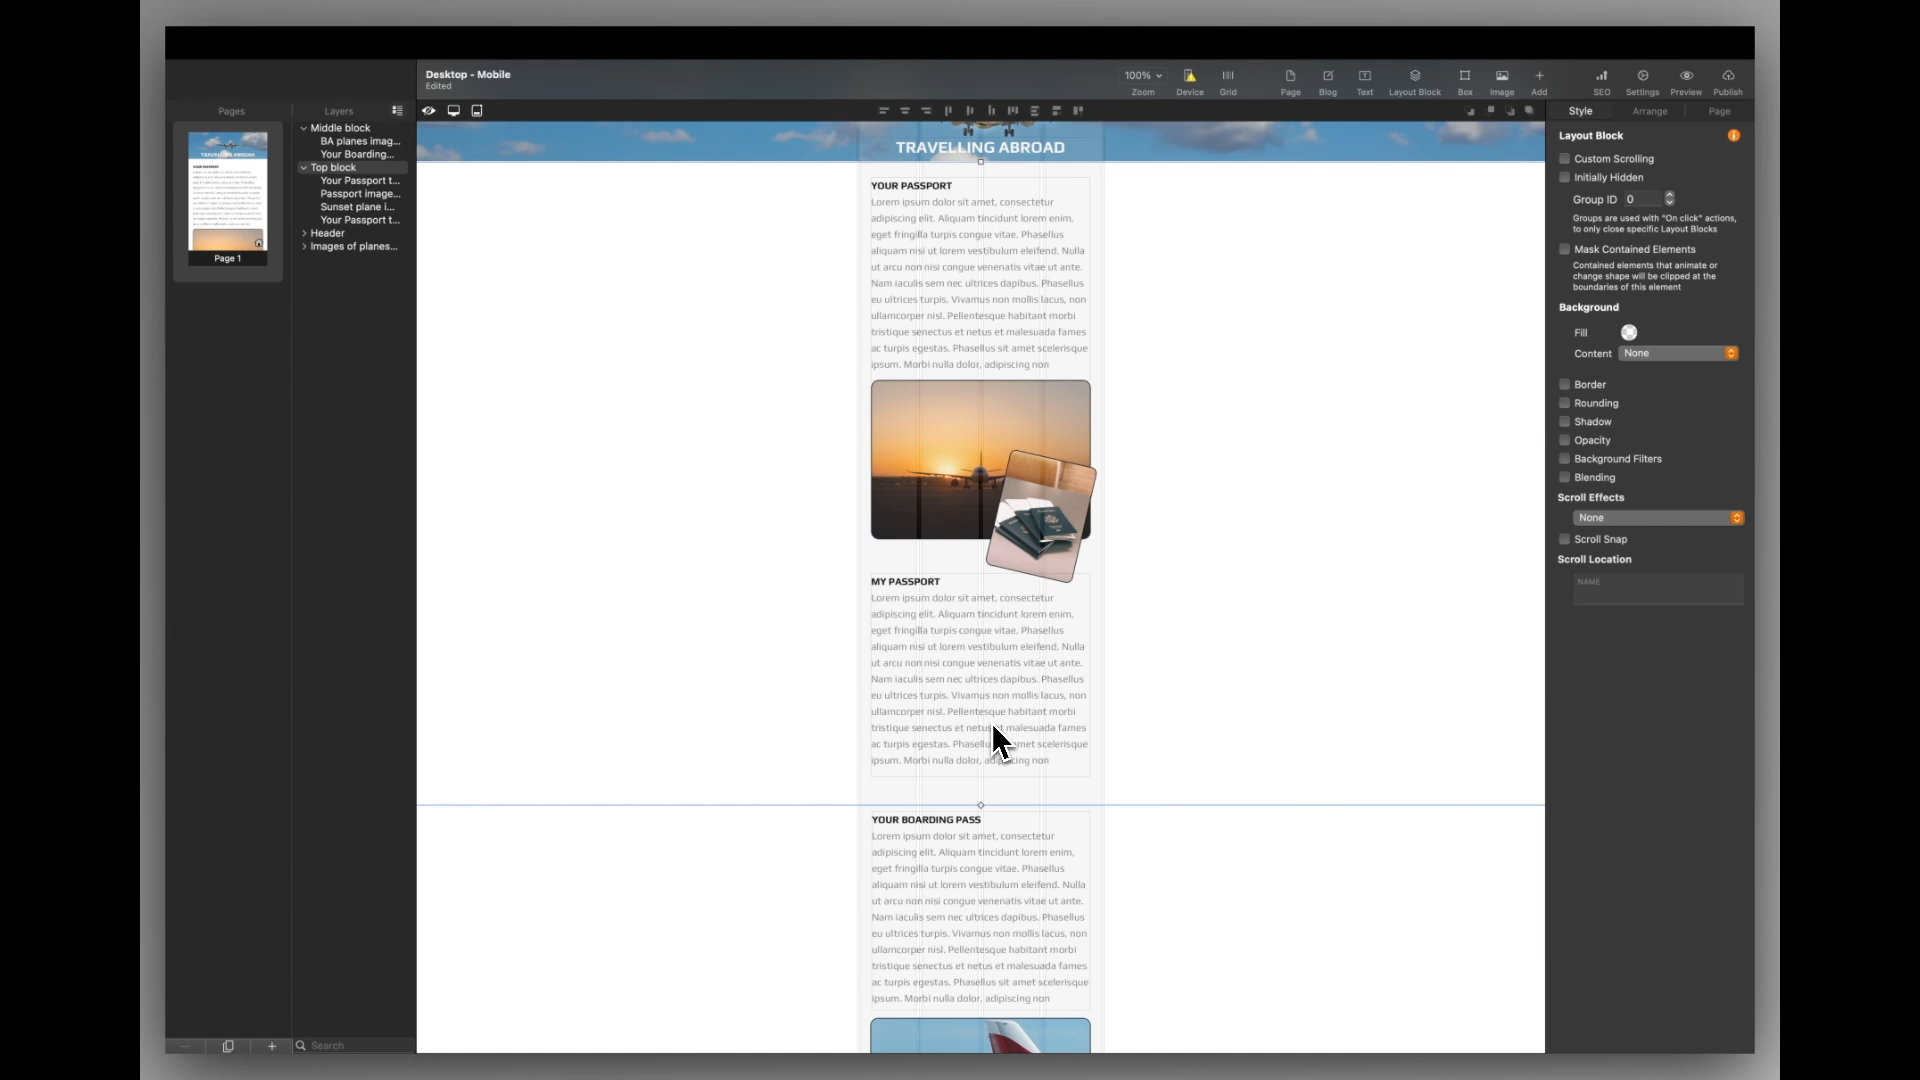 Desktop - Mobile
Edited
100%
Zoom
Device
Grid
Page
Blog
Text
Layout Block
Box
Image
Add
SEO
Settings
Preview
Publish
Pages
Layers
Page 1
Middle block
BA planes imag...
Your Boarding...
Top block
Your Passport t...
Passport image...
Sunset plane i...
Your Passport t...
Header
Images of planes...
Search
TRAVELLING ABROAD
YOUR PASSPORT
Lorem ipsum dolor sit amet, consectetur
adipiscing elit. Aliquam tincidunt lorem enim,
eget fringilla turpis congue vitae. Phasellus
aliquam nisi ut lorem vestibulum eleifend. Nulla
ut arcu non nisi congue venenatis vitae ut ante.
Nam iaculis sem nec ultrices dapibus. Phasellus
eu ultrices turpis. Vivamus non mollis lacus, non
ullamcorper nisl. Pellentesque habitant morbi
tristique senectus et netus et malesuada fames
ac turpis egestas. Phasellus sit amet scelerisque
ipsum. Morbi nulla dolor, adipiscing non
MY PASSPORT
Lorem ipsum dolor sit amet, consectetur
adipiscing elit. Aliquam tincidunt lorem enim,
eget fringilla turpis congue vitae. Phasellus
aliquam nisi ut lorem vestibulum eleifend. Nulla
ut arcu non nisi congue venenatis vitae ut ante.
Nam iaculis sem nec ultrices dapibus. Phasellus
eu ultrices turpis. Vivamus non mollis lacus, non
ullamcorper nisl. Pellentesque habitant morbi
tristique senectus et netus et malesuada fames
ac turpis egestas. Phasellus amet scelerisque
ipsum. Morbi nulla dolor, adipiscing non
YOUR BOARDING PASS
Lorem ipsum dolor sit amet, consectetur
adipiscing elit. Aliquam tincidunt lorem enim,
eget fringilla turpis congue vitae. Phasellus
aliquam nisi ut lorem vestibulum eleifend. Nulla
ut arcu non nisi congue venenatis vitae ut ante.
Nam iaculis sem nec ultrices dapibus. Phasellus
eu ultrices turpis. Vivamus non mollis lacus, non
ullamcorper nisl. Pellentesque habitant morbi
tristique senectus et netus et malesuada fames
ac turpis egestas. Phasellus sit amet scelerisque
ipsum. Morbi nulla dolor, adipiscing non
Style
Arrange
Page
Layout Block
Custom Scrolling
Initially Hidden
Group ID 0
Groups are used with "On click" actions,
to only close specific Layout Blocks
Mask Contained Elements
Contained elements that animate or
change shape will be clipped at the
boundaries of this element
Background
Fill
Content None
Border
Rounding
Shadow
Opacity
Background Filters
Blending
Scroll Effects
None
Scroll Snap
Scroll Location
NAME